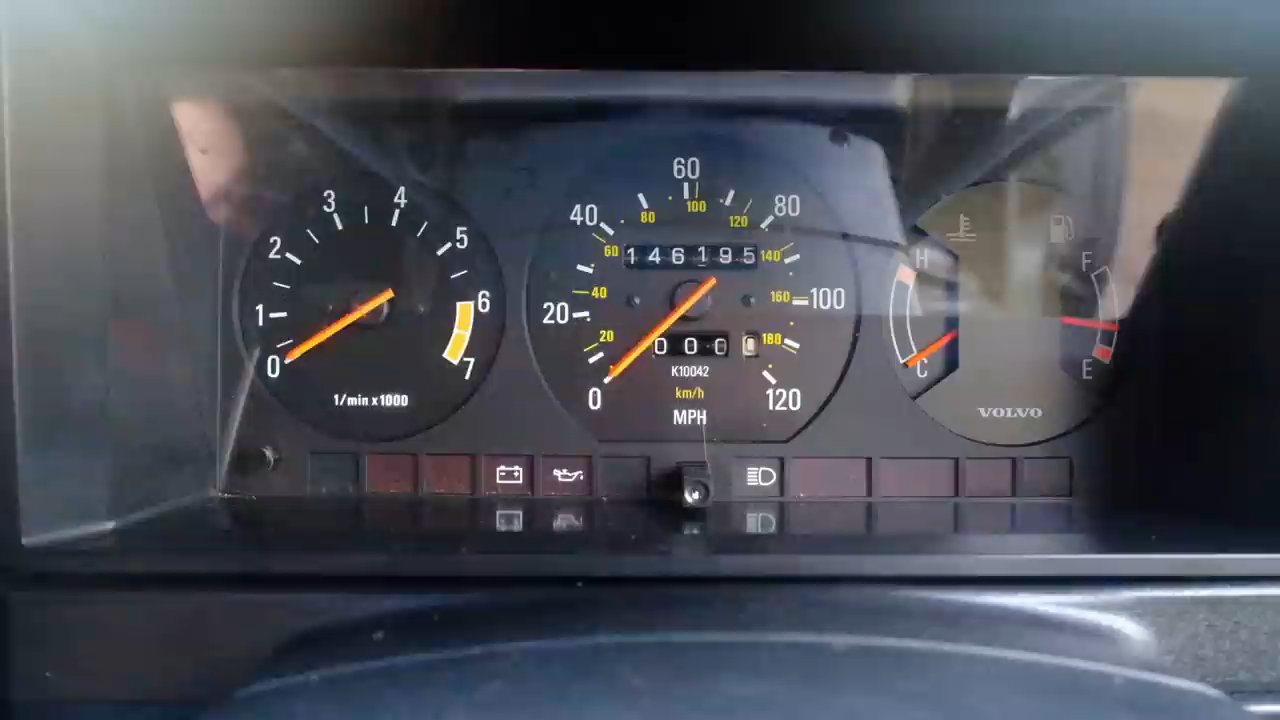 0 1 2 3 4 5 6 7
1/min x1000
0 20 40 60 80 100 120
20 40 60 80 100 120 140 160 180
146195
0000
K10042
km/h
MPH
H
C
F
E
VOLVO